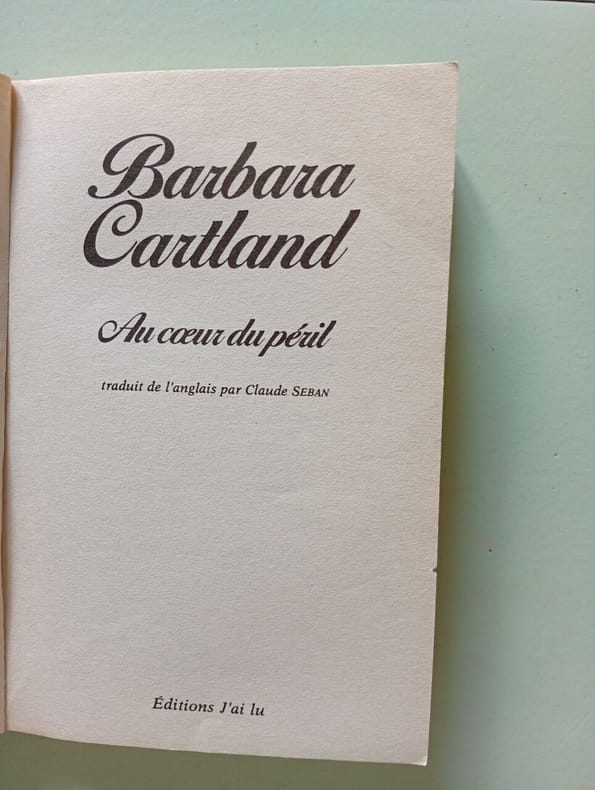 Barbara
Cartland
Au cœur du péril
traduit de l'anglais par Claude SEBAN
Éditions J'ai lu